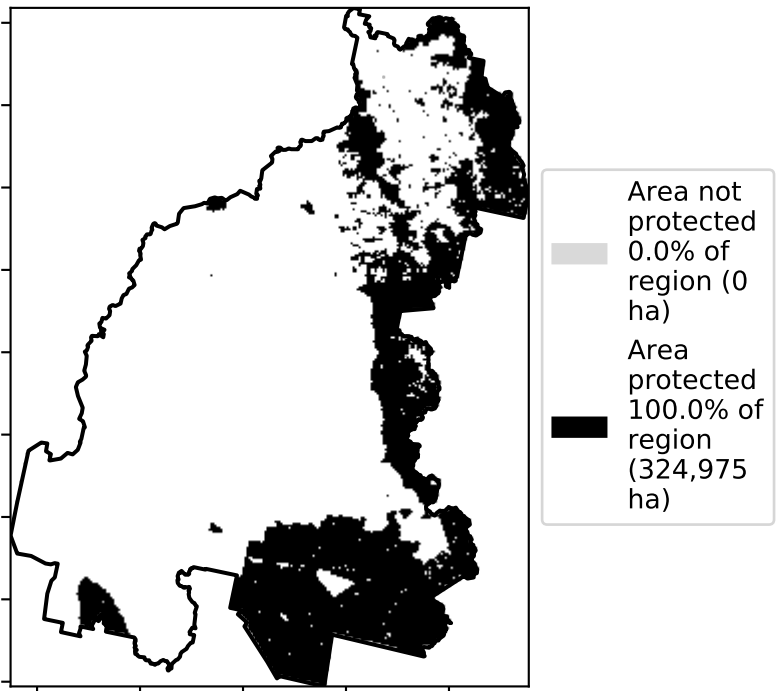 Area not
protected
0.0% of
region (0
ha)
Area
protected
100.0% of
region
(324,975
ha)